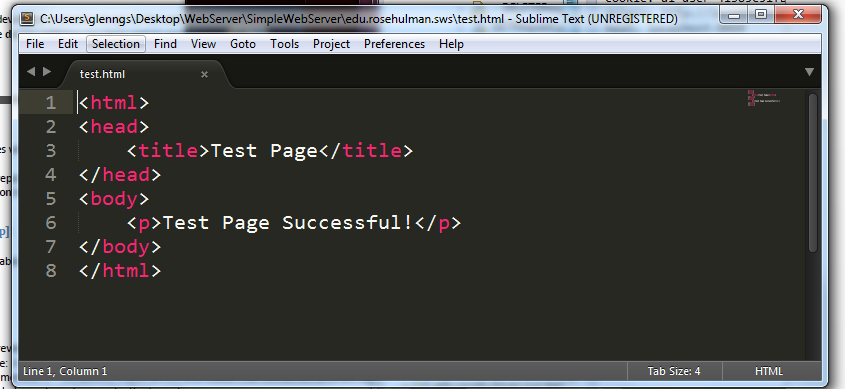 C:\Users\glenngs\Desktop\WebServer\SimpleWebServer\edu.rosehulman.sws\test.html - Sublime Text (UNREGISTERED)
File Edit Selection Find View Goto Tools Project Preferences Help
test.html
1 <html>
2 <head>
3     <title>Test Page</title>
4 </head>
5 <body>
6     <p>Test Page Successful!</p>
7 </body>
8 </html>
Line 1, Column 1 Tab Size: 4 HTML